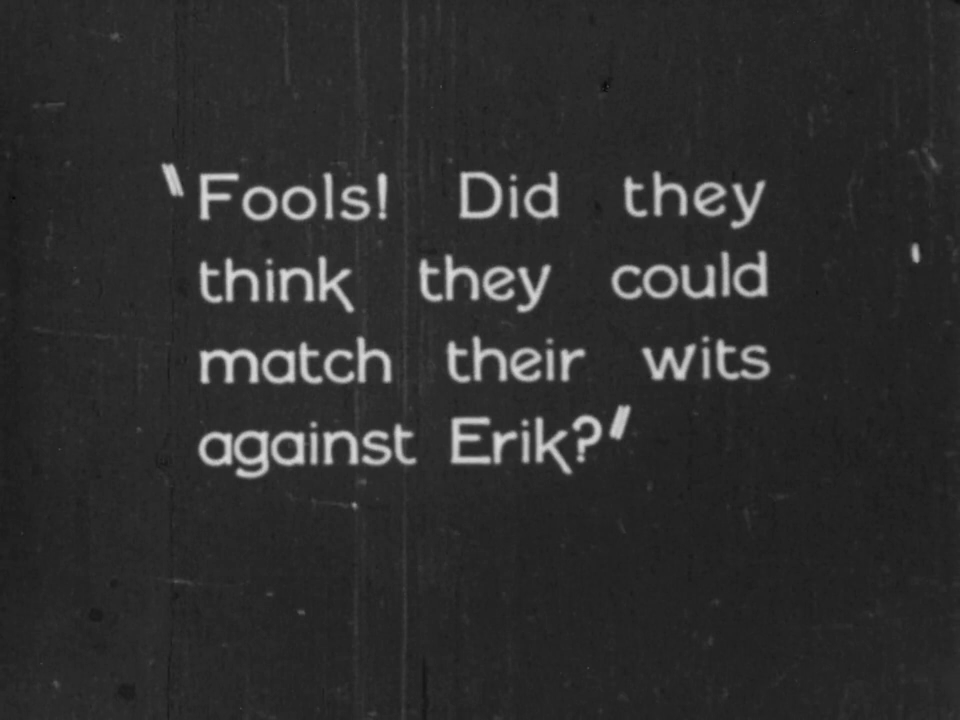 "Fools! Did they
think they could
match their wits
against Erik?"